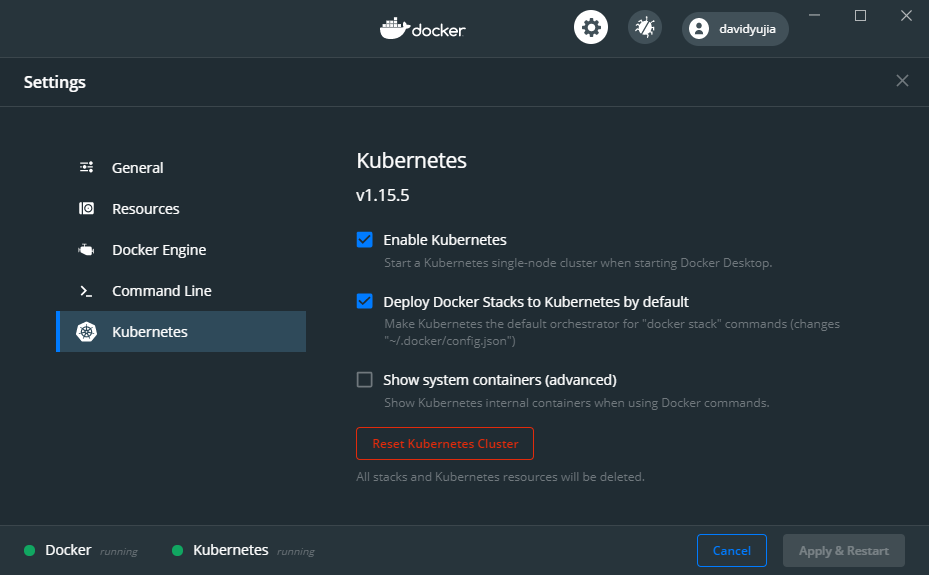 docker
davidyujia
Settings
General
Resources
Docker Engine
Command Line
Kubernetes
Kubernetes
v1.15.5
Enable Kubernetes
Start a Kubernetes single-node cluster when starting Docker Desktop.
Deploy Docker Stacks to Kubernetes by default
Make Kubernetes the default orchestrator for "docker stack" commands (changes
"~/.docker/config.json")
Show system containers (advanced)
Show Kubernetes internal containers when using Docker commands.
Reset Kubernetes Cluster
All stacks and Kubernetes resources will be deleted.
Docker running Kubernetes running Cancel Apply & Restart